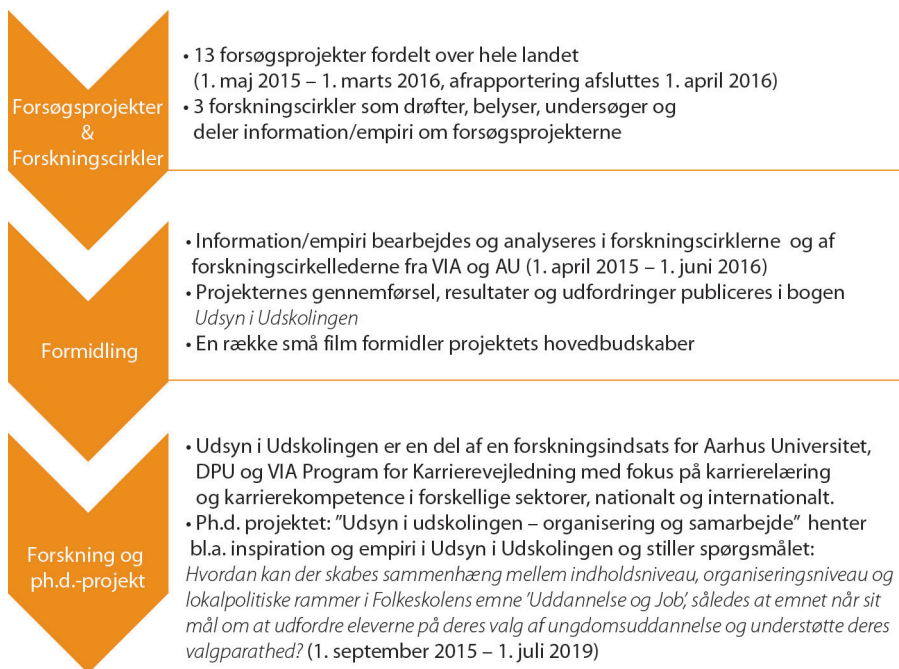 Forsøgsprojekter
&
Forskningscirkler
• 13 forsøgsprojekter fordelt over hele landet
(1. maj 2015 – 1. marts 2016, afrapportering afsluttes 1. april 2016)
• 3 forskningscirkler som drøfter, belyser, undersøger og
deler information/empiri om forsøgsprojekterne
Formidling
• Information/empiri bearbejdes og analyseres i forskningscirklerne og af
forskningscirkellederne fra VIA og AU (1. april 2015 – 1. juni 2016)
• Projekternes gennemførsel, resultater og udfordringer publiceres i bogen
Udsyn i Udskolingen
• En række små film formidler projektets hovedbudskaber
Forskning og
ph.d.-projekt
• Udsyn i Udskolingen er en del af en forskningsindsats for Aarhus Universitet,
DPU og VIA Program for Karrierevejledning med fokus på karrierelæring
og karrierekompetence i forskellige sektorer, nationalt og internationalt.
• Ph.d. projektet: ”Udsyn i udskolingen – organisering og samarbejde” henter
bl.a. inspiration og empiri i Udsyn i Udskolingen og stiller spørgsmålet:
Hvordan kan der skabes sammenhæng mellem indholdsniveau, organiseringsniveau og
lokalpolitiske rammer i Folkeskolens emne ’Uddannelse og Job’, således at emnet når sit
mål om at udfordre eleverne på deres valg af ungdomsuddannelse og understøtte deres
valgparathed? (1. september 2015 – 1. juli 2019)